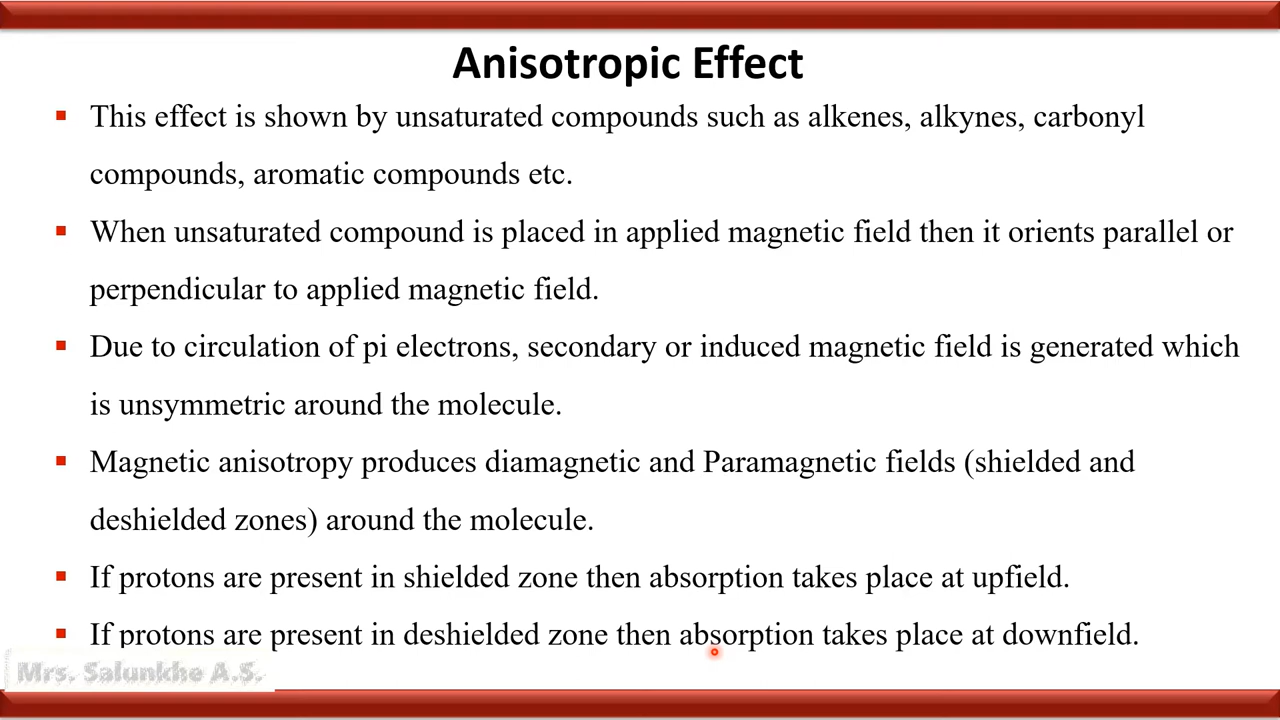 Anisotropic Effect
This effect is shown by unsaturated compounds such as alkenes, alkynes, carbonyl
compounds, aromatic compounds etc.
When unsaturated compound is placed in applied magnetic field then it orients parallel or
perpendicular to applied magnetic field.
Due to circulation of pi electrons, secondary or induced magnetic field is generated which
is unsymmetric around the molecule.
Magnetic anisotropy produces diamagnetic and Paramagnetic fields (shielded and
deshielded zones) around the molecule.
If protons are present in shielded zone then absorption takes place at upfield.
If protons are present in deshielded zone then absorption takes place at downfield.
Mrs. Salunkhe A.S.